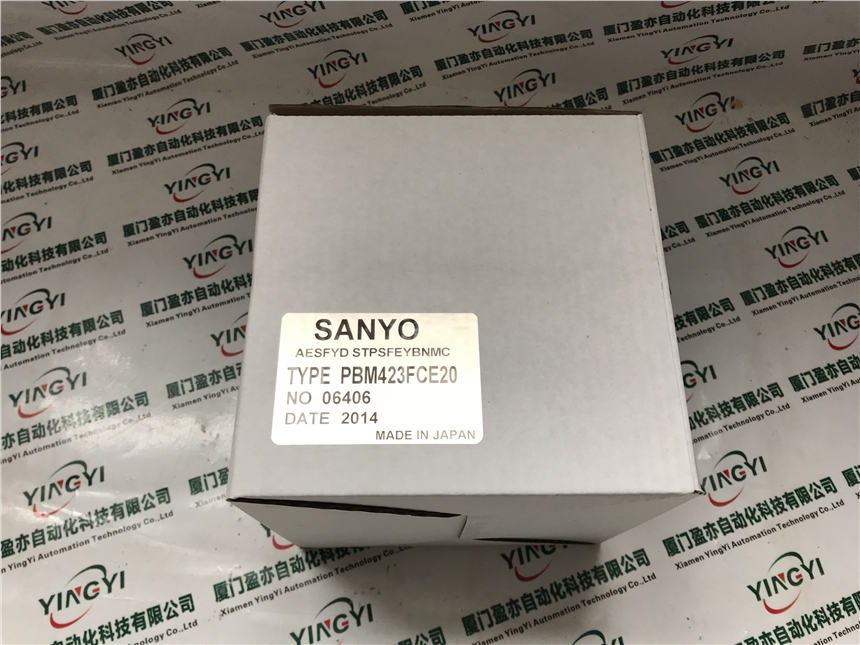 SANYO
AESFYD STPSFEYBNMC
TYPE PBM423FCE20
NO 06406
DATE 2014
MADE IN JAPAN
YINGYI
厦门盈亦自动化科技有限公司
Xiamen YingYi Automation Technology Co.,Ltd